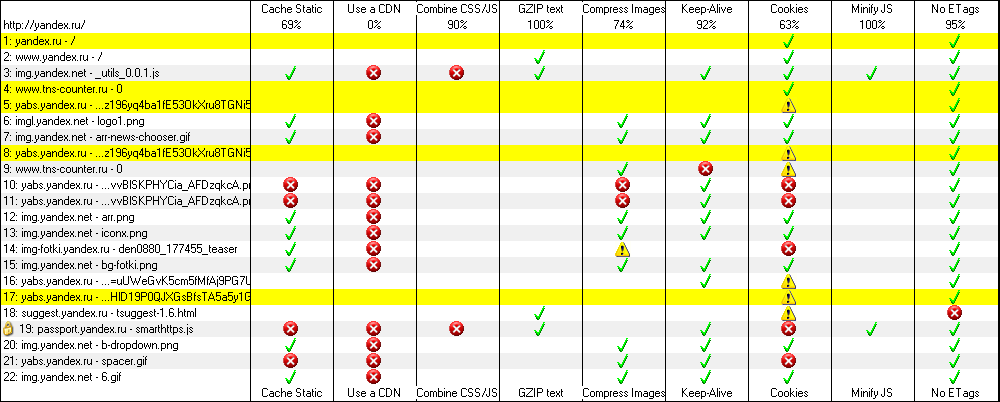 Cache Static Use a CDN Combine CSS/JS GZIP text Compress Images Keep-Alive Cookies Minify JS No ETags
http://yandex.ru/ 69% 0% 90% 100% 74% 92% 63% 100% 95%
1: yandex.ru - /
2: www.yandex.ru - /
3: img.yandex.net - _utils_0.0.1.js
4: www.tns-counter.ru - 0
5: yabs.yandex.ru - ...z196yq4ba1fE53OkXru8TGNi5
6: imgl.yandex.net - logo1.png
7: img.yandex.net - arr-news-chooser.gif
8: yabs.yandex.ru - ...z196yq4ba1fE53OkXru8TGNi5
9: www.tns-counter.ru - 0
10: yabs.yandex.ru - ...vvBlSKPHYCia_AFDzqkcA.pr
11: yabs.yandex.ru - ...vvBlSKPHYCia_AFDzqkcA.pr
12: img.yandex.net - arr.png
13: img.yandex.net - iconx.png
14: img-fotki.yandex.ru - den0880_177455_teaser
15: img.yandex.net - bg-fotki.png
16: yabs.yandex.ru - ...=uUWeGvK5cm5fMfAj9PG7U
17: yabs.yandex.ru - ...HID19P0QJXGsBfsTA5a5y1G
18: suggest.yandex.ru - tsuggest-1.6.html
19: passport.yandex.ru - smarthttps.js
20: img.yandex.net - b-dropdown.png
21: yabs.yandex.ru - spacer.gif
22: img.yandex.net - 6.gif
Cache Static Use a CDN Combine CSS/JS GZIP text Compress Images Keep-Alive Cookies Minify JS No ETags